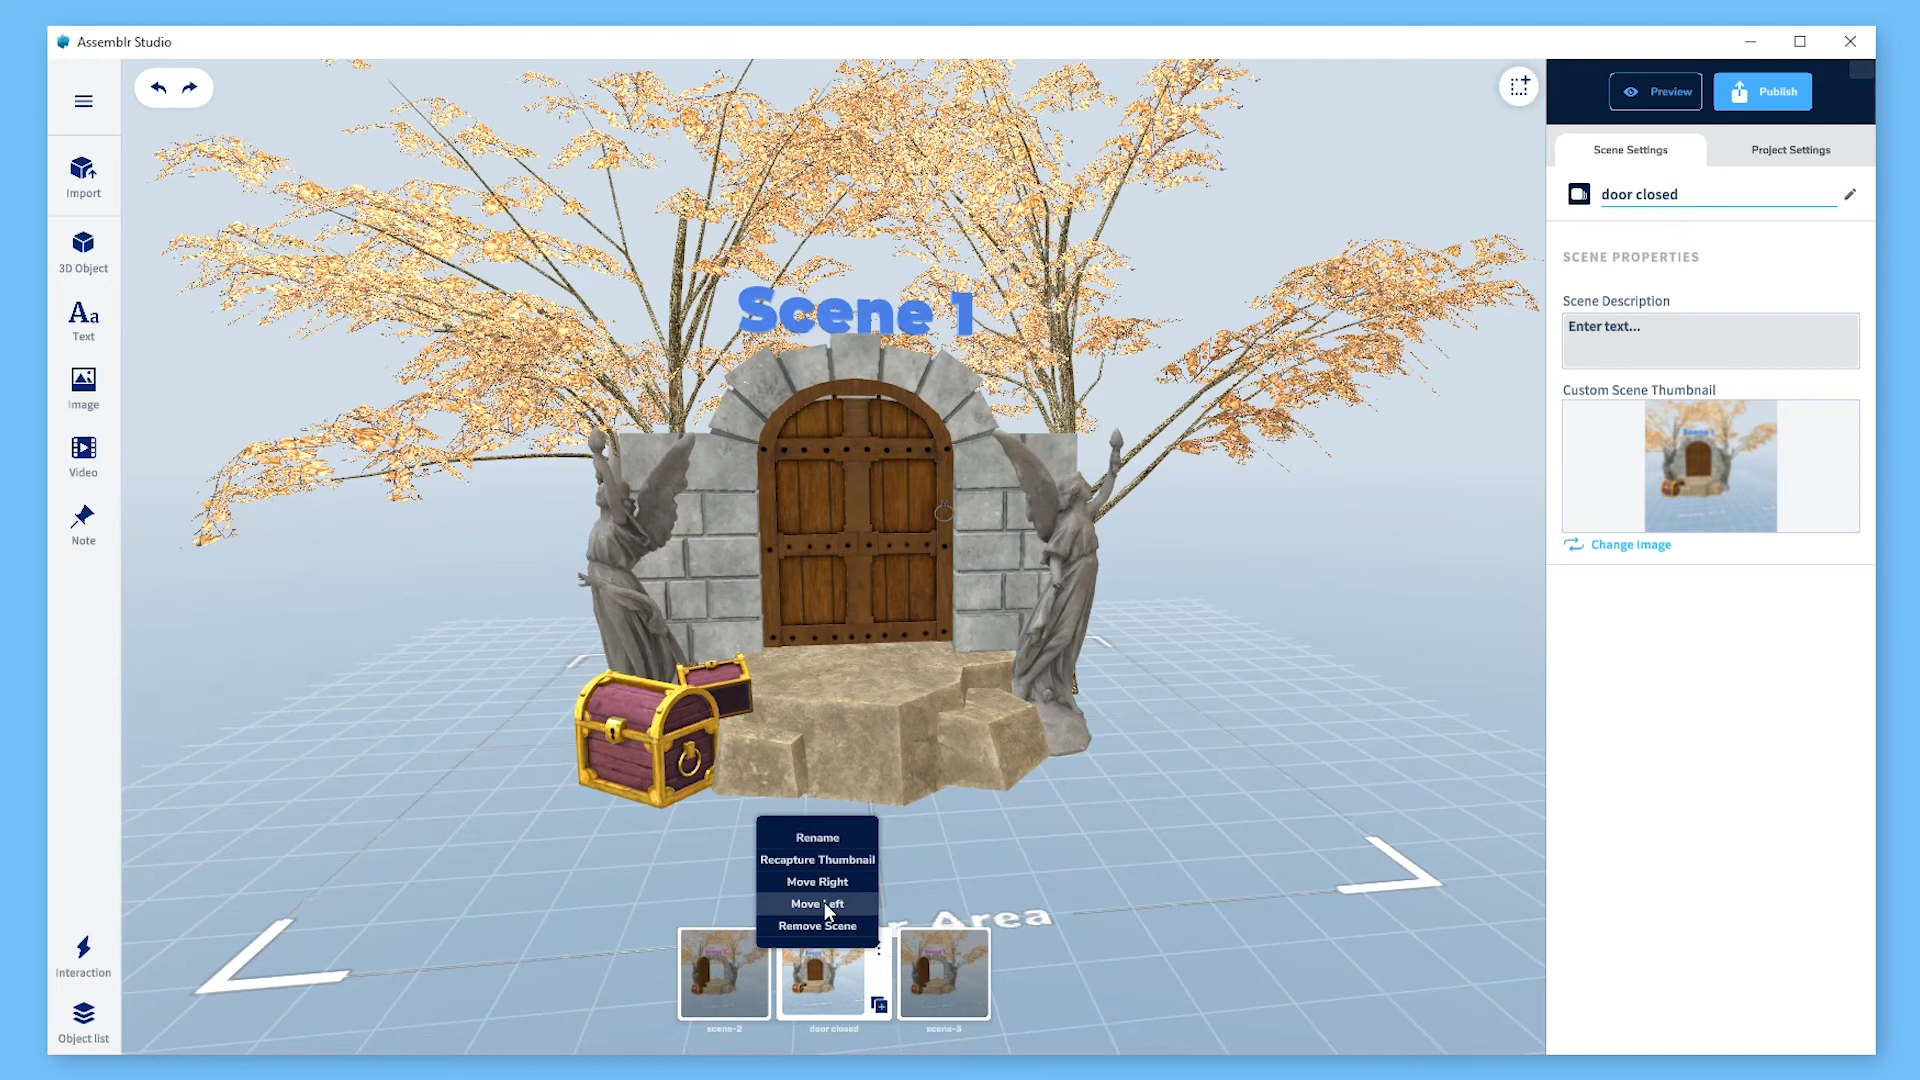 Assemblr Studio
Preview
Publish
Import
3D Object
Aa
Text
Image
Video
Note
Interaction
Object list
Scene Settings
Project Settings
door closed
SCENE PROPERTIES
Scene Description
Enter text...
Custom Scene Thumbnail
Change Image
Scene 1
Rename
Recapture Thumbnail
Move Right
Move Left
Remove Scene
Area
scene-2
door closed
scene-3